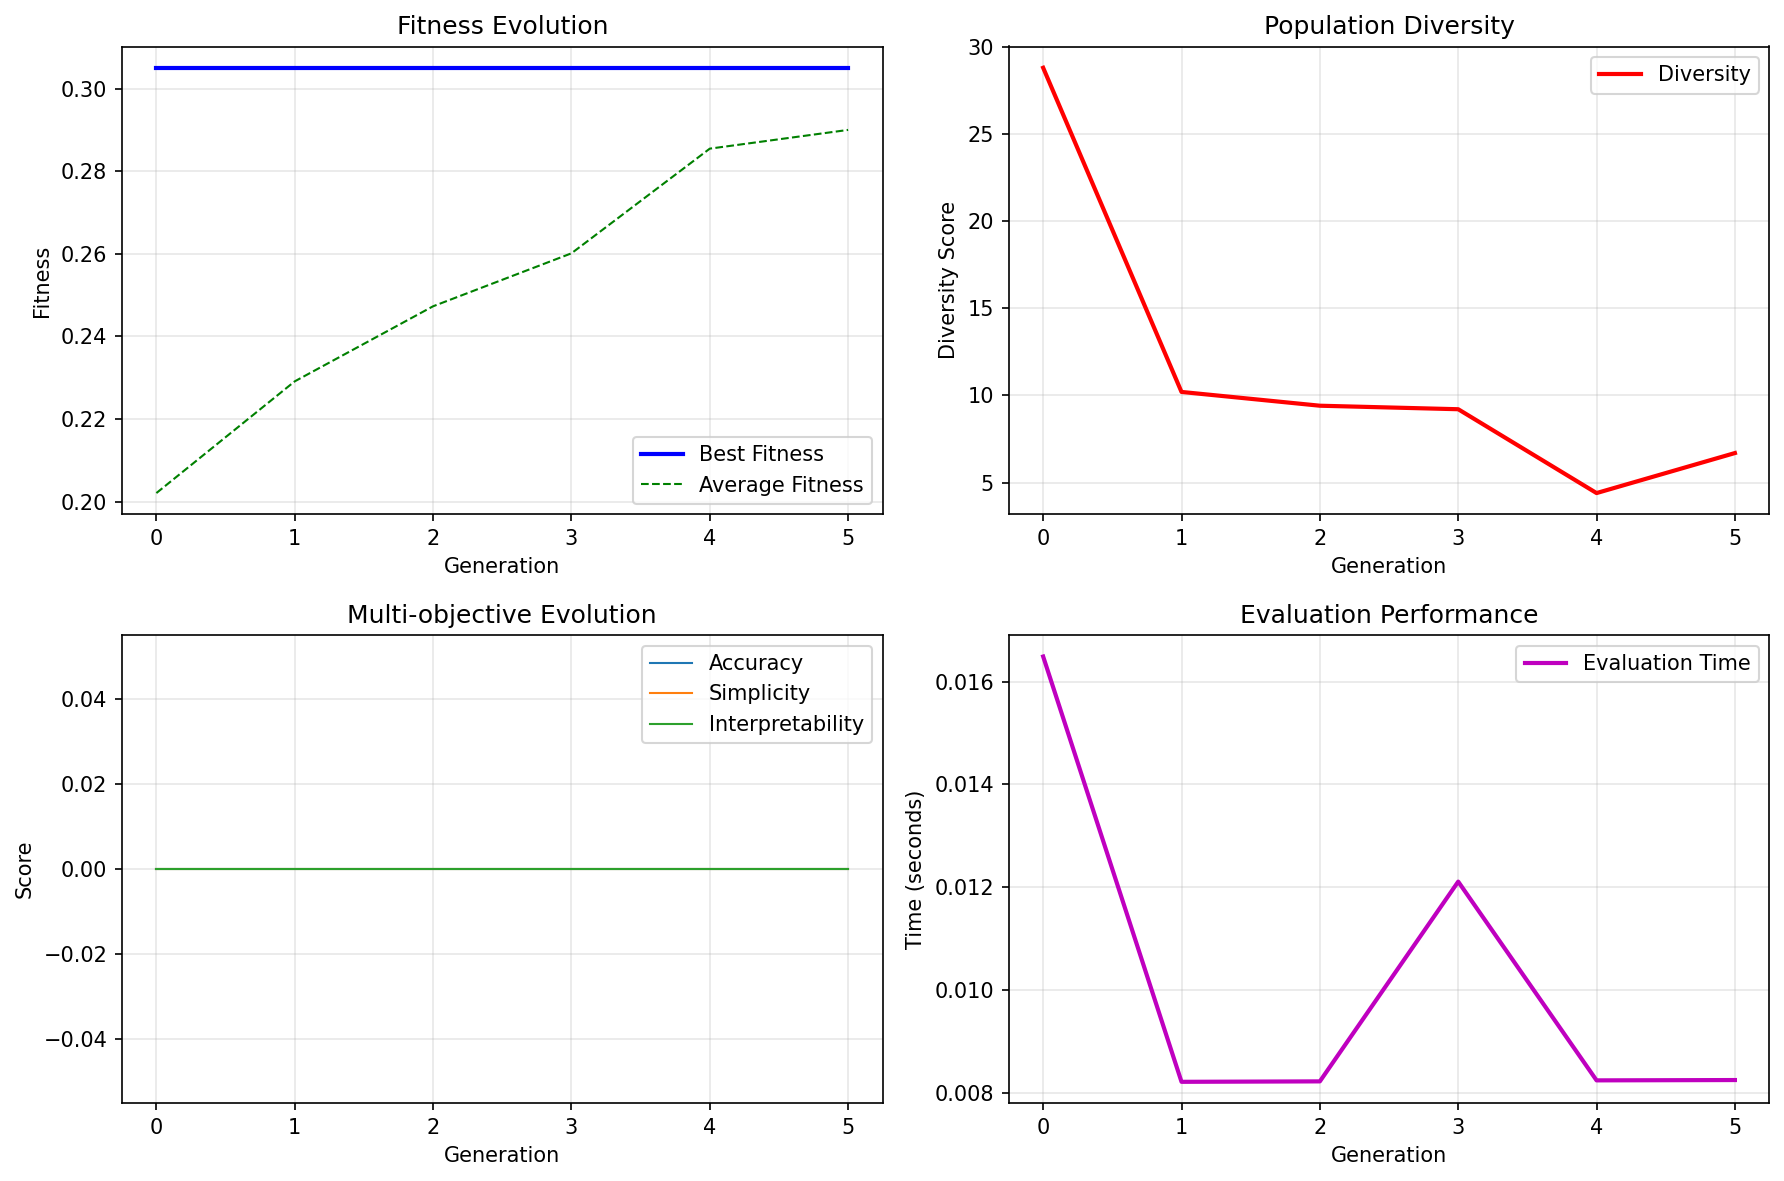 Fitness Evolution
Fitness
0.30
0.28
0.26
0.24
0.22
0.20
Best Fitness
Average Fitness
0 1 2 3 4 5
Generation
Population Diversity
Diversity Score
30
25
20
15
10
5
Diversity
0 1 2 3 4 5
Generation
Multi-objective Evolution
Score
0.04
0.02
0.00
−0.02
−0.04
Accuracy
Simplicity
Interpretability
0 1 2 3 4 5
Generation
Evaluation Performance
Time (seconds)
0.016
0.014
0.012
0.010
0.008
Evaluation Time
0 1 2 3 4 5
Generation